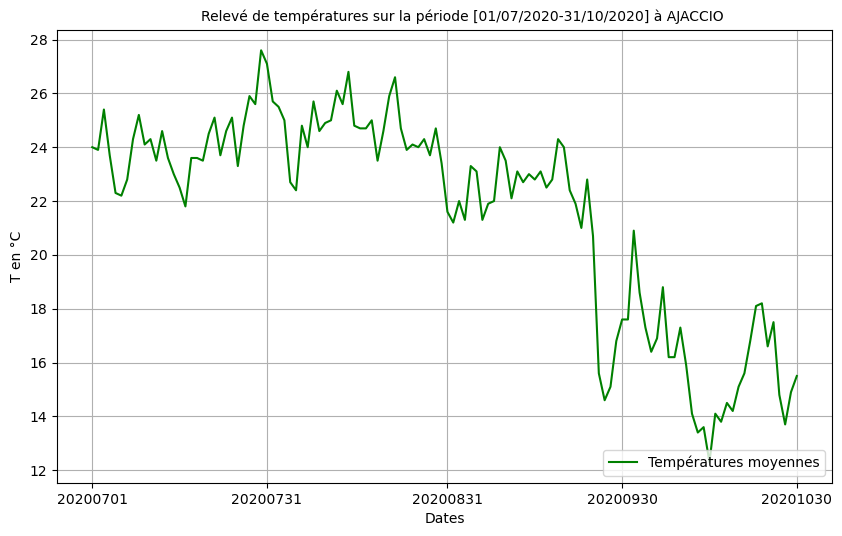 Relevé de températures sur la période [01/07/2020-31/10/2020] à AJACCIO
28
26
24
22
20
18
16
14
12
T en °C
Températures moyennes
20200701 20200731 20200831 20200930 20201030
Dates